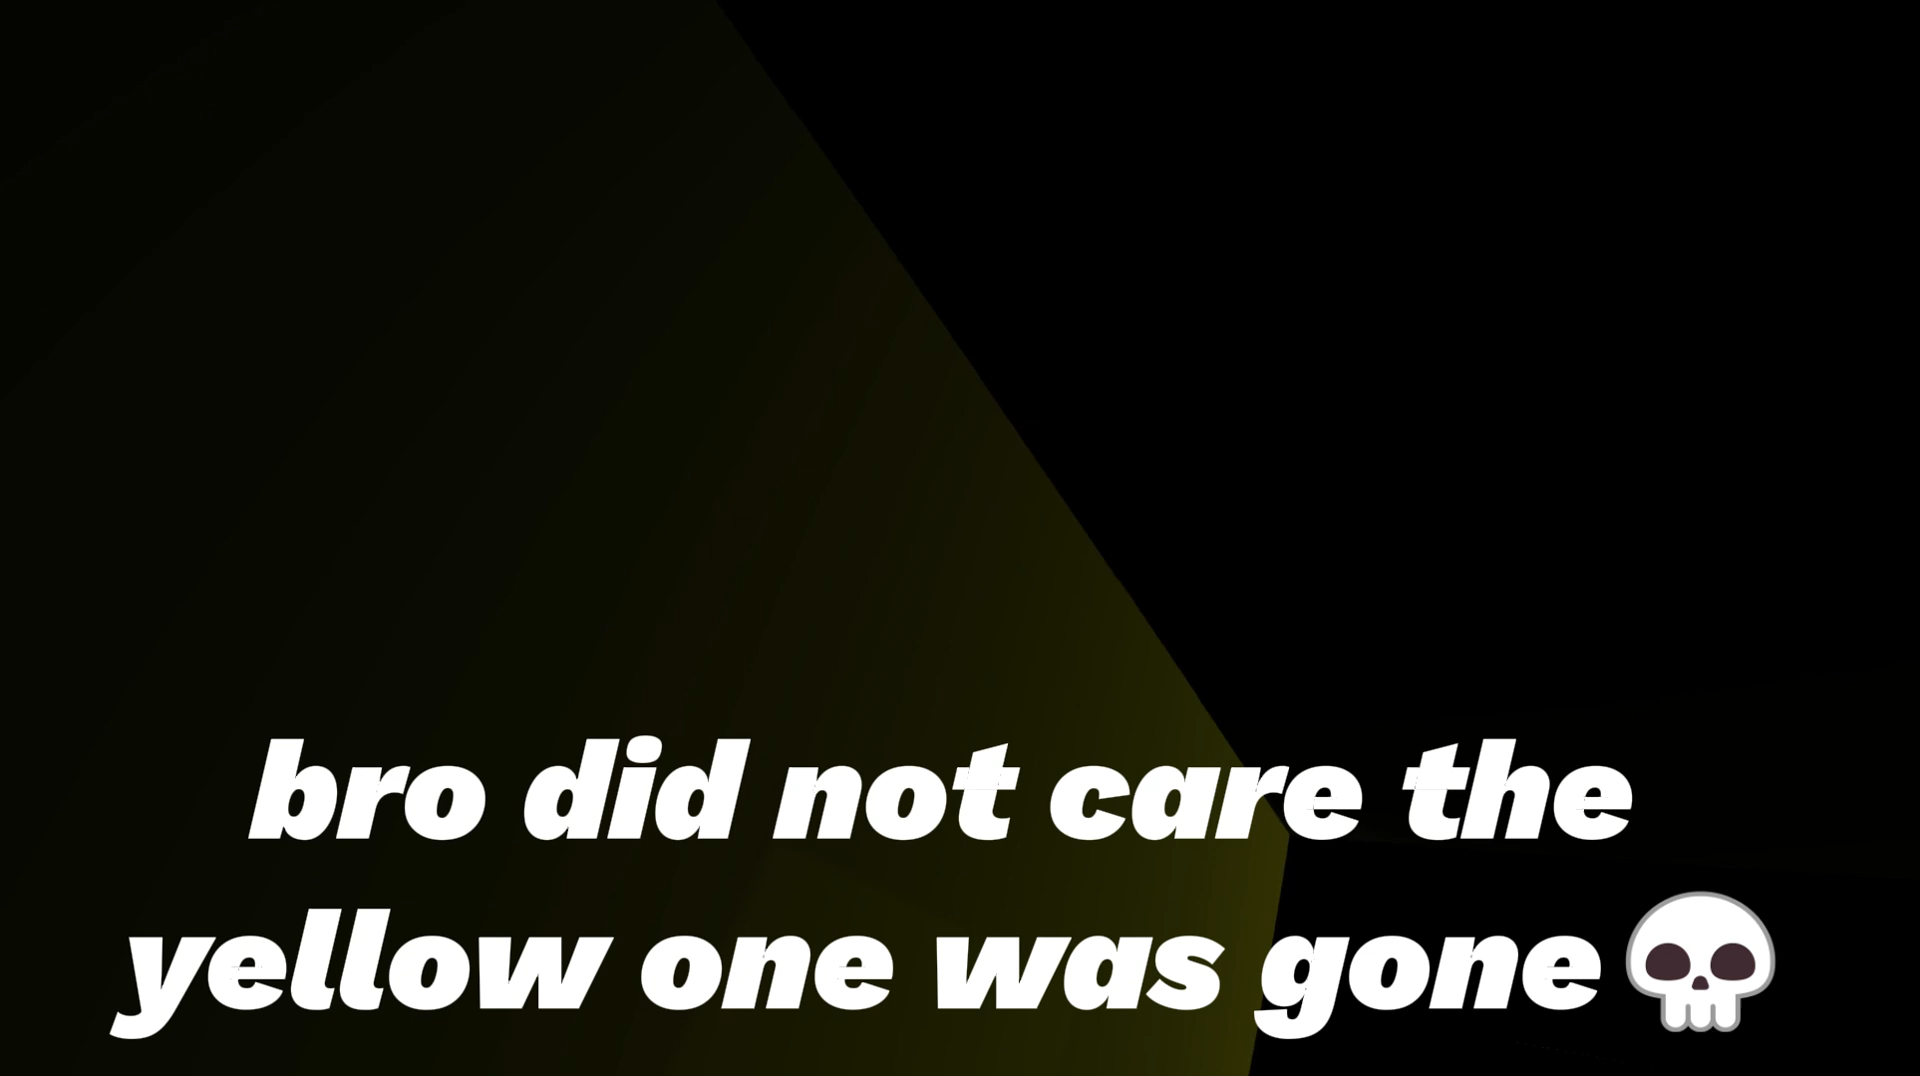 bro did not care the
yellow one was gone💀